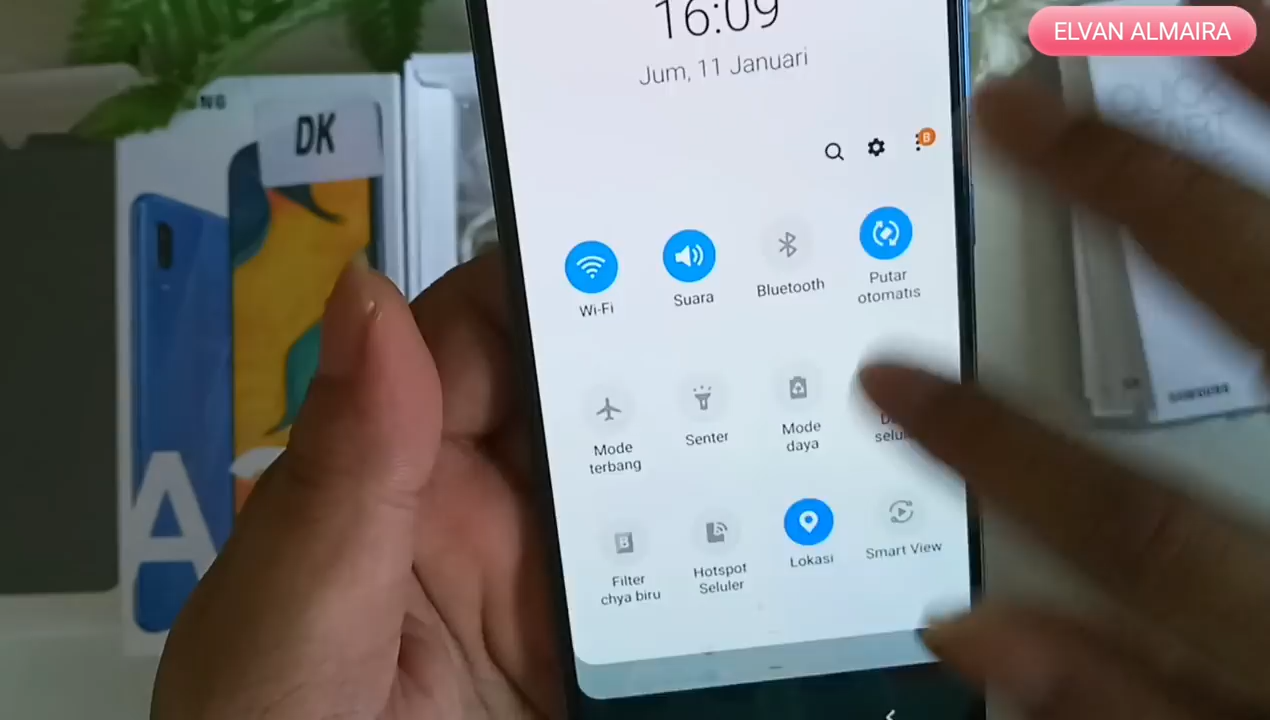 ELVAN ALMAIRA
16:09
Jum, 11 Januari
B
DK
Wi-Fi
Suara
Bluetooth
Putar
otomatis
Mode
terbang
Senter
Mode
daya
Filter
chya biru
Hotspot
Seluler
Lokasi
Smart View
A
SAMSUNG